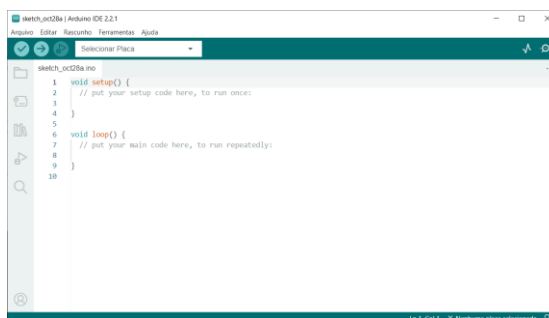 sketch_oct28a | Arduino IDE 2.2.1
Arquivo Editar Rascunho Ferramentas Ajuda
Selecionar Placa
sketch_oct28a.ino
1 void setup() {
2 // put your setup code here, to run once:
3
4 }
5
6 void loop() {
7 // put your main code here, to run repeatedly:
8
9 }
10